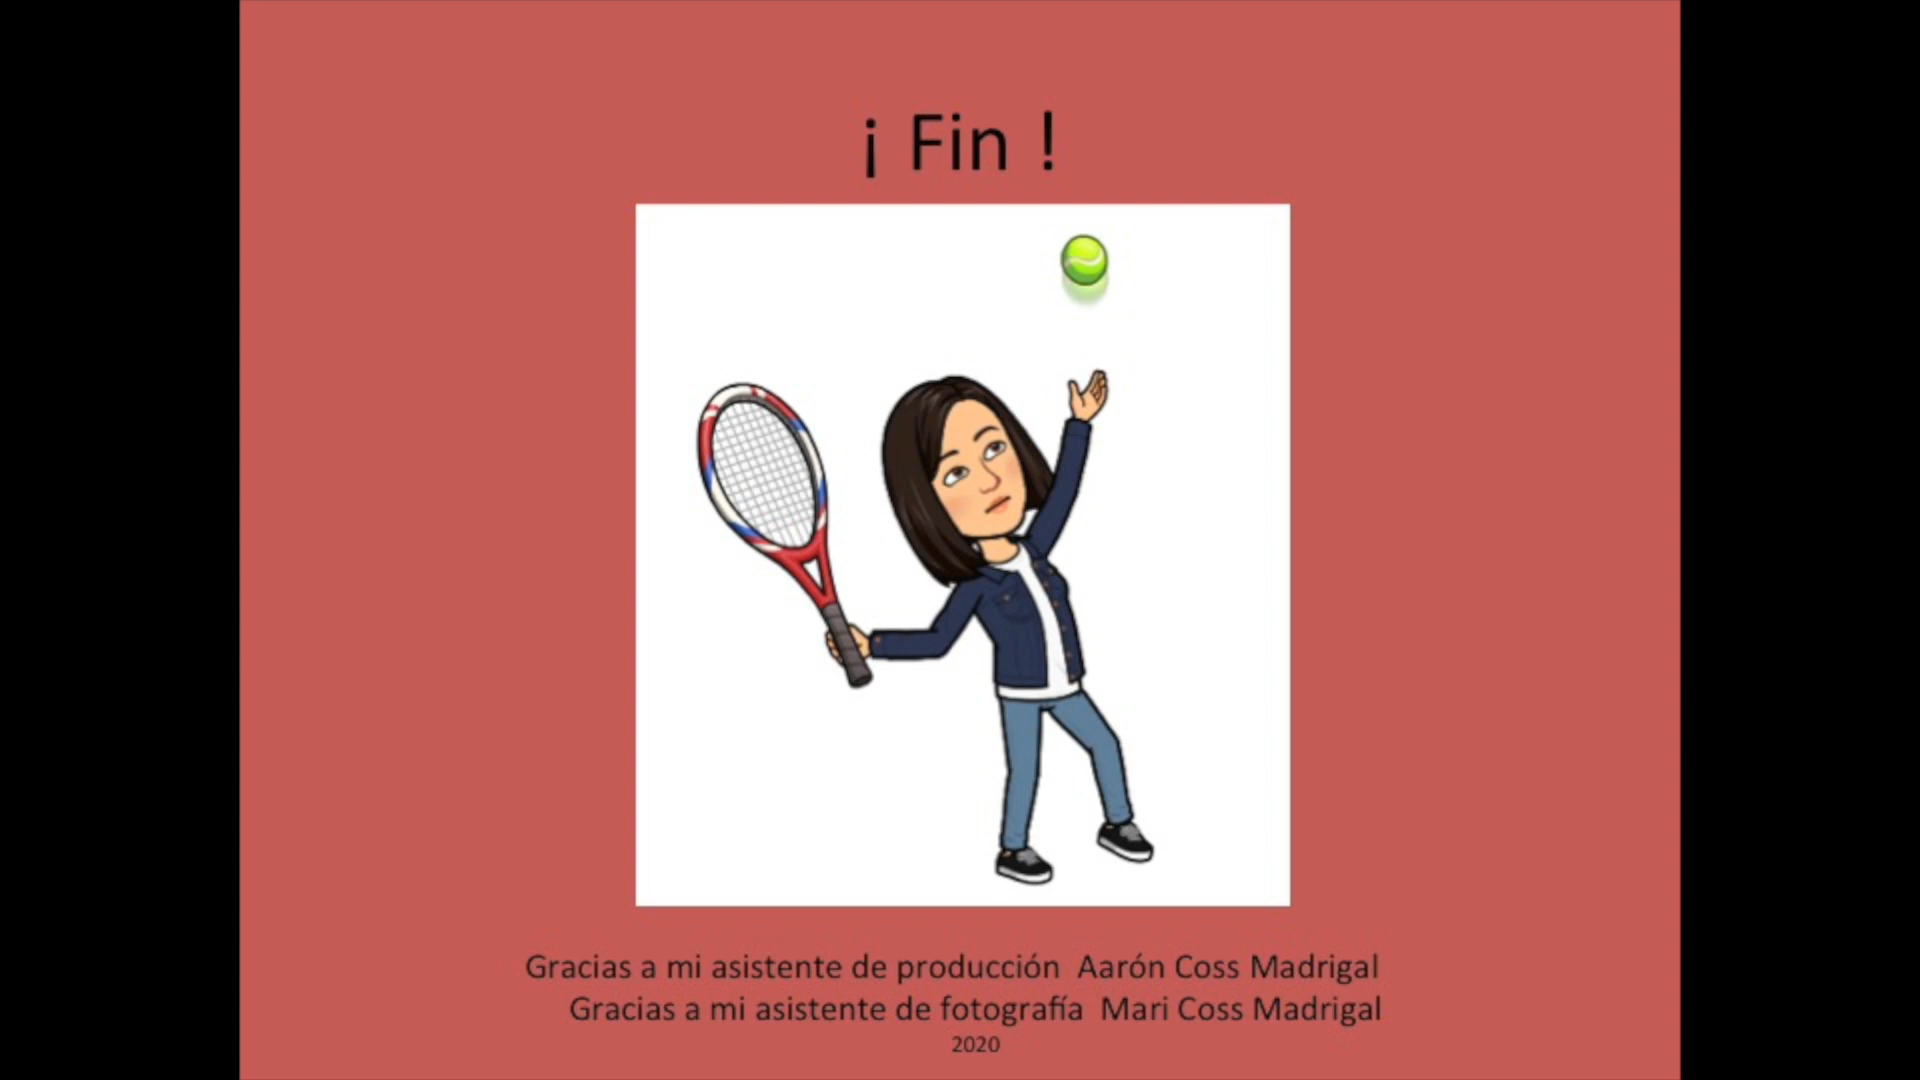 ¡ Fin !
Gracias a mi asistente de producción Aarón Coss Madrigal
Gracias a mi asistente de fotografía Mari Coss Madrigal
2020